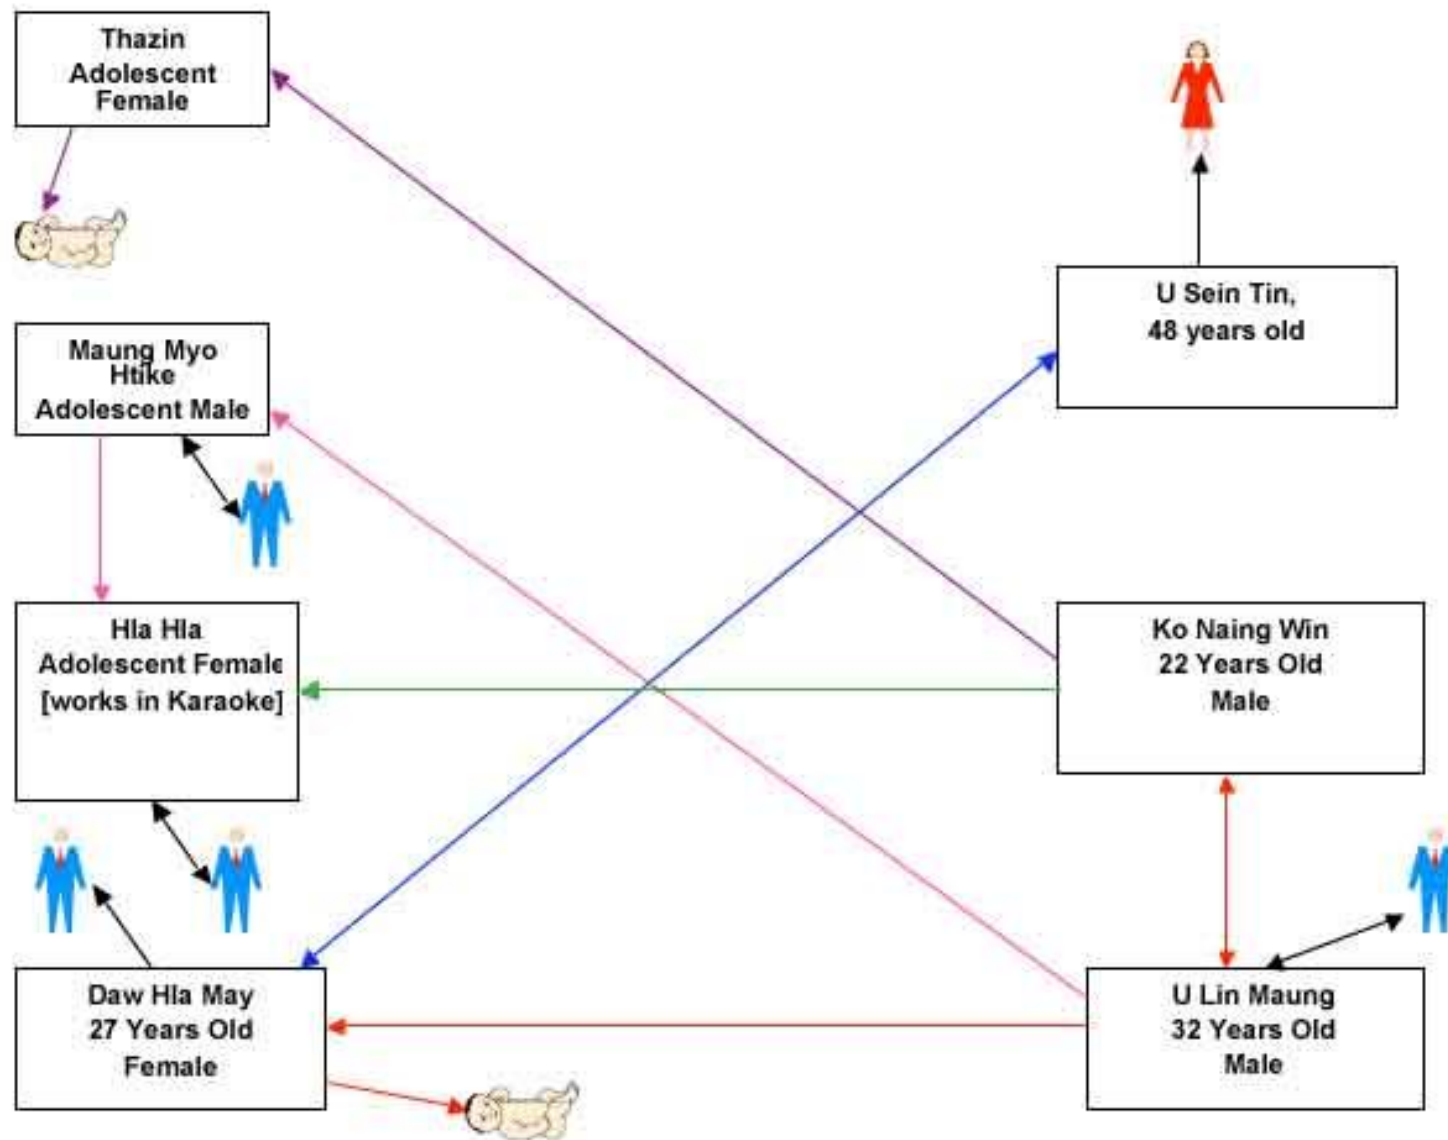 Thazin
Adolescent
Female
U Sein Tin,
48 years old
Maung Myo
Htike
Adolescent Male
Hla Hla
Adolescent Female
[works in Karaoke]
Ko Naing Win
22 Years Old
Male
Daw Hla May
27 Years Old
Female
U Lin Maung
32 Years Old
Male